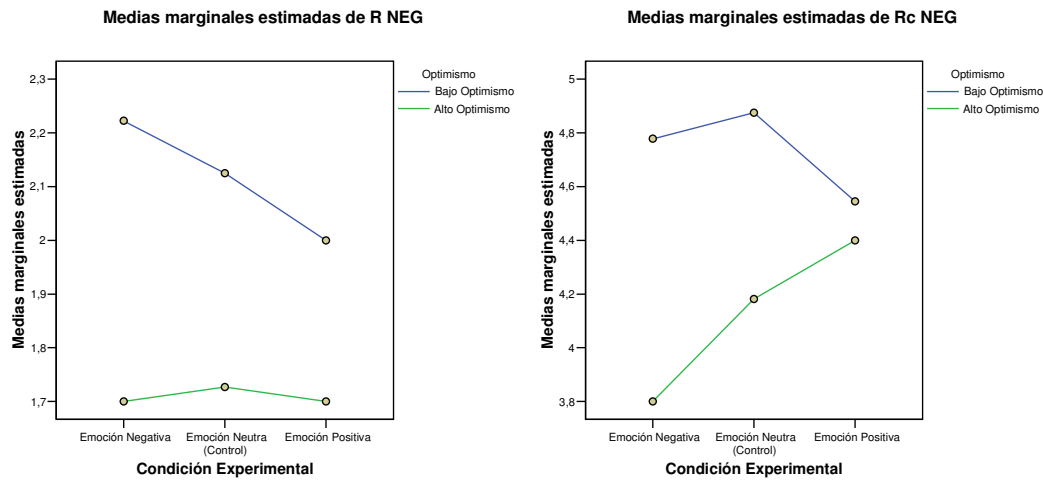 Medias marginales estimadas de R NEG
Medias marginales estimadas
2,3
2,2
2,1
2
1,9
1,8
1,7
Emoción Negativa
Emoción Neutra
(Control)
Emoción Positiva
Condición Experimental
Optimismo
Bajo Optimismo
Alto Optimismo
Medias marginales estimadas de Rc NEG
Medias marginales estimadas
5
4,8
4,6
4,4
4,2
4
3,8
Emoción Negativa
Emoción Neutra
(Control)
Emoción Positiva
Condición Experimental
Optimismo
Bajo Optimismo
Alto Optimismo